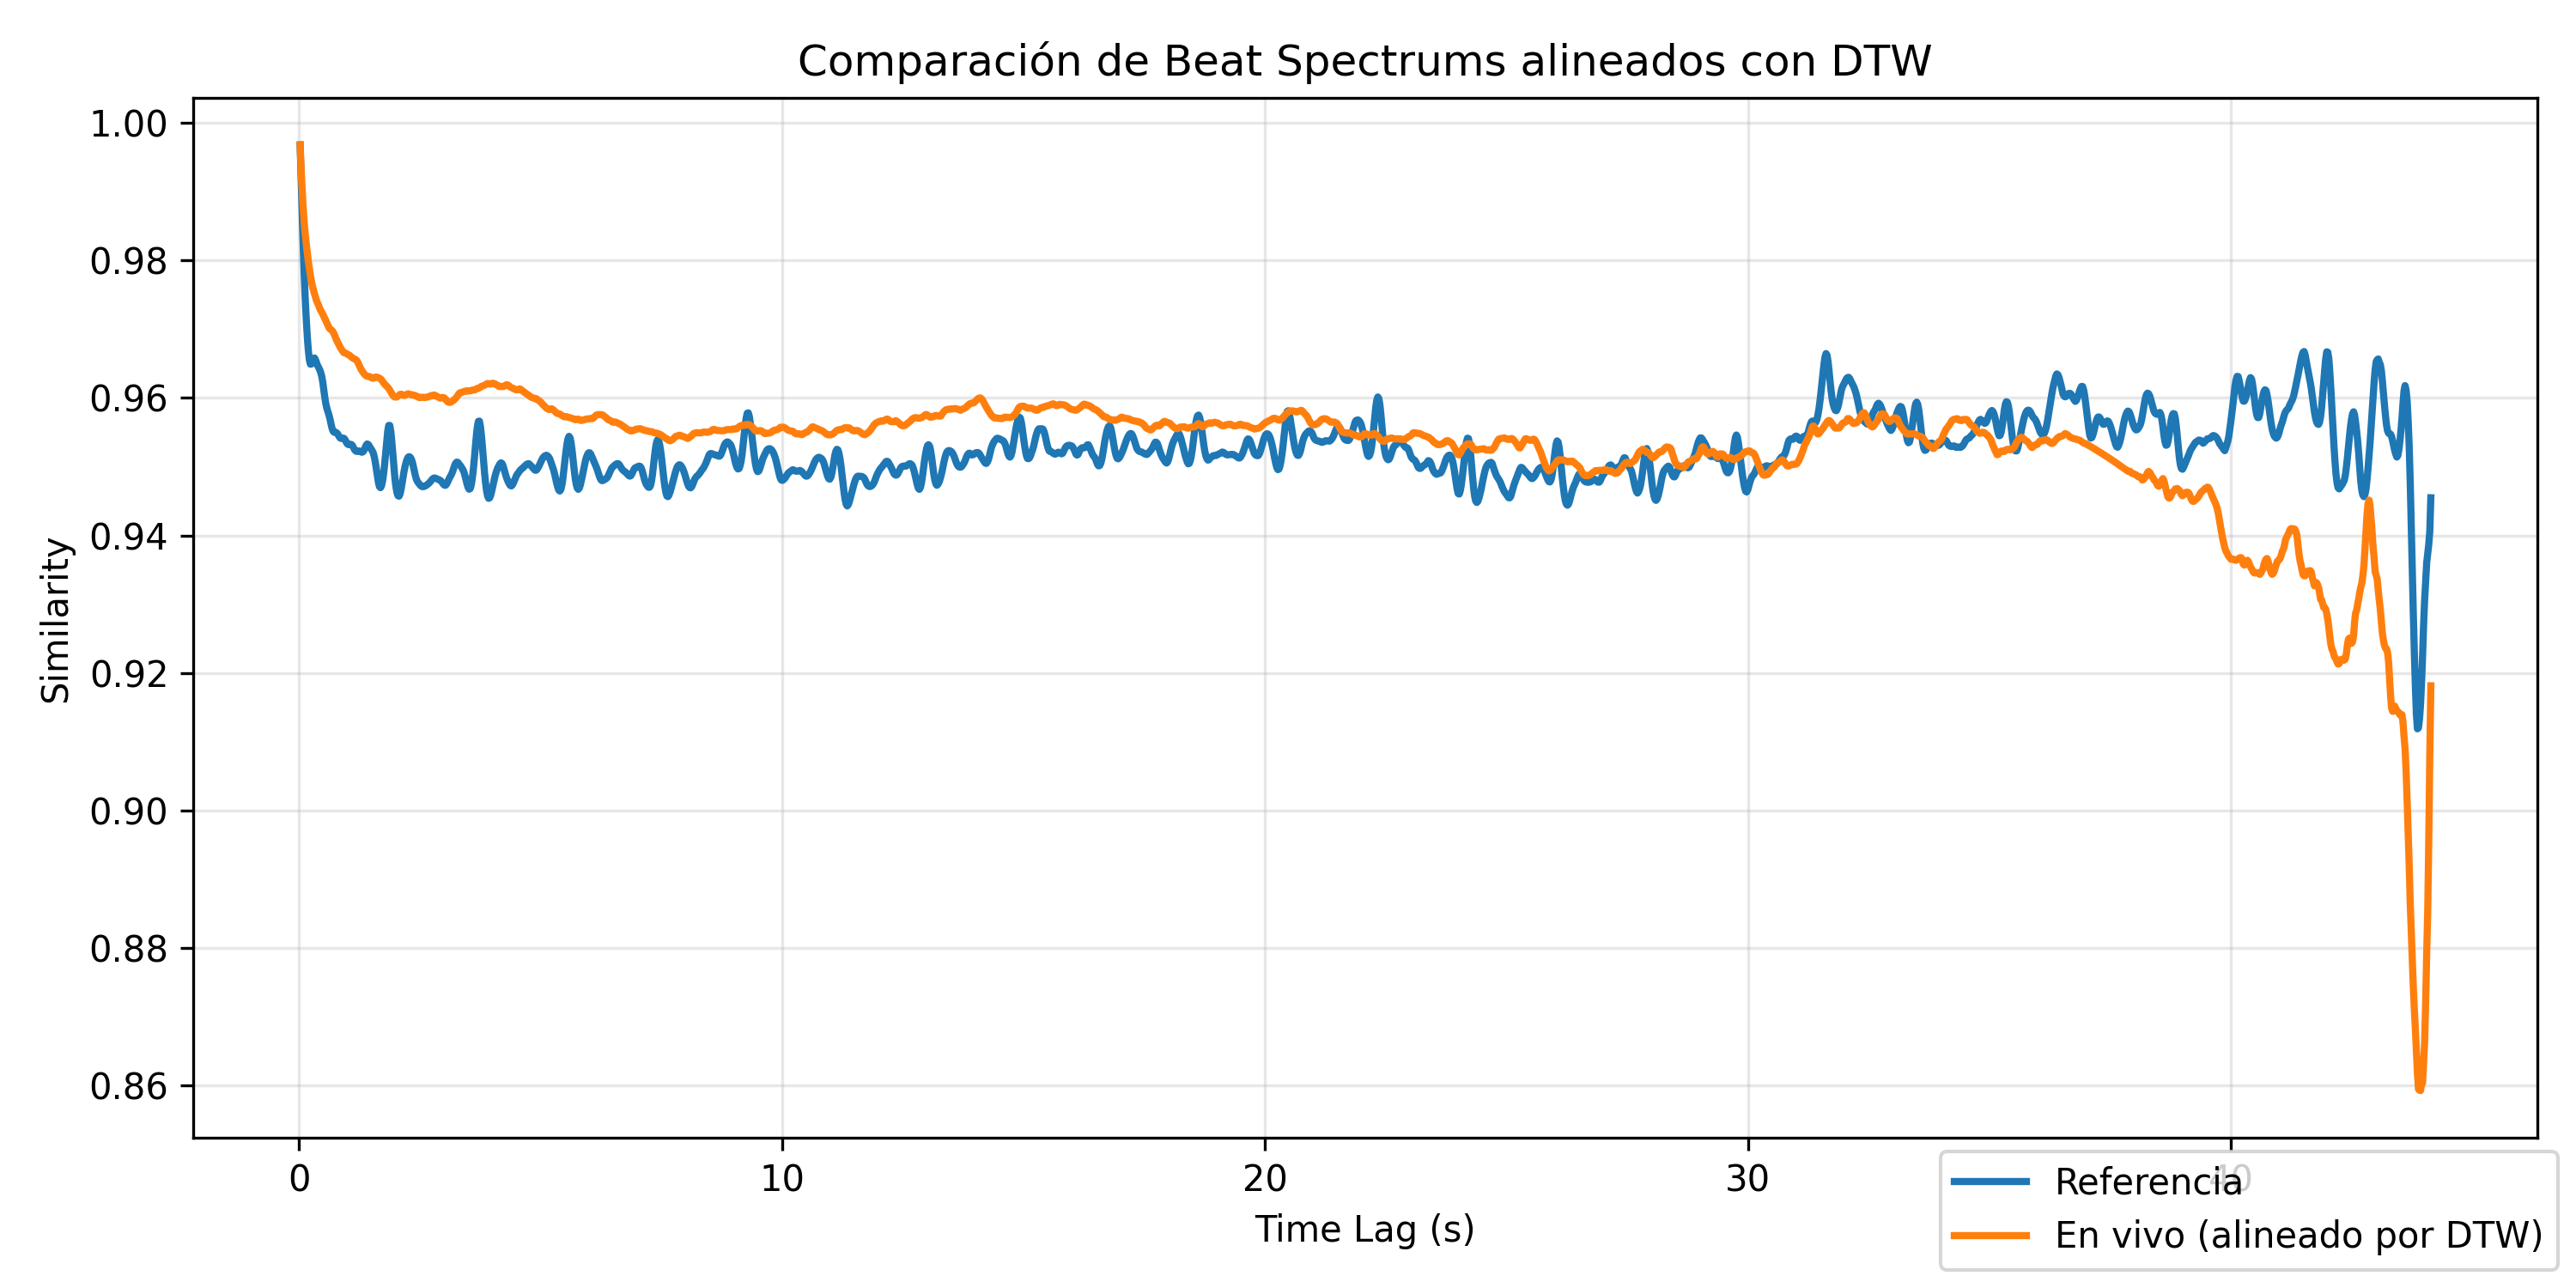 Comparación de Beat Spectrums alineados con DTW
1.00
0.98
0.96
0.94
0.92
0.90
0.88
0.86
Similarity
0
10
20
30
40
Time Lag (s)
Referencia
En vivo (alineado por DTW)